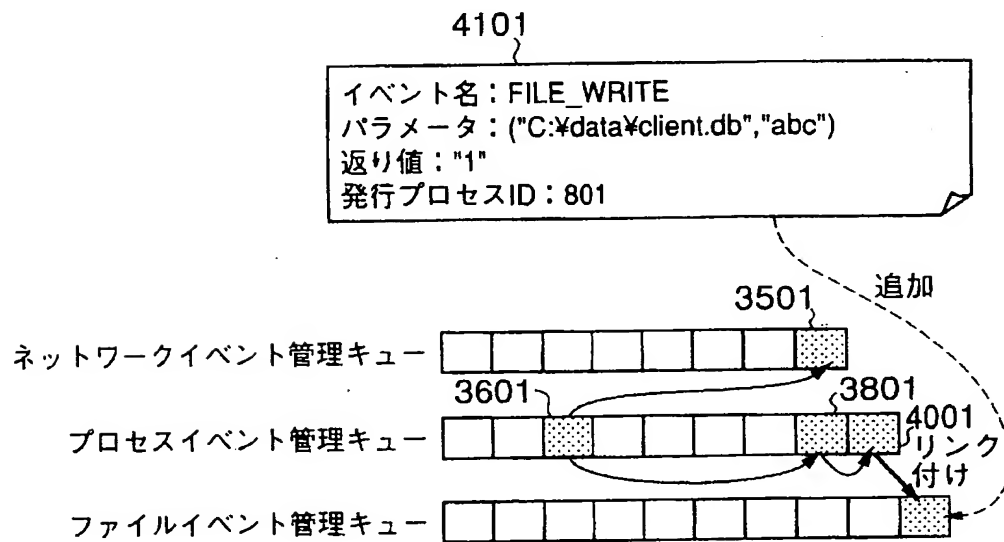 4101
イベント名：FILE_WRITE
パラメータ：("C:¥data¥client.db","abc")
返り値："1"
発行プロセスID：801
追加
3501
ネットワークイベント管理キュー
3601
3801
プロセスイベント管理キュー
4001
リンク
付け
ファイルイベント管理キュー